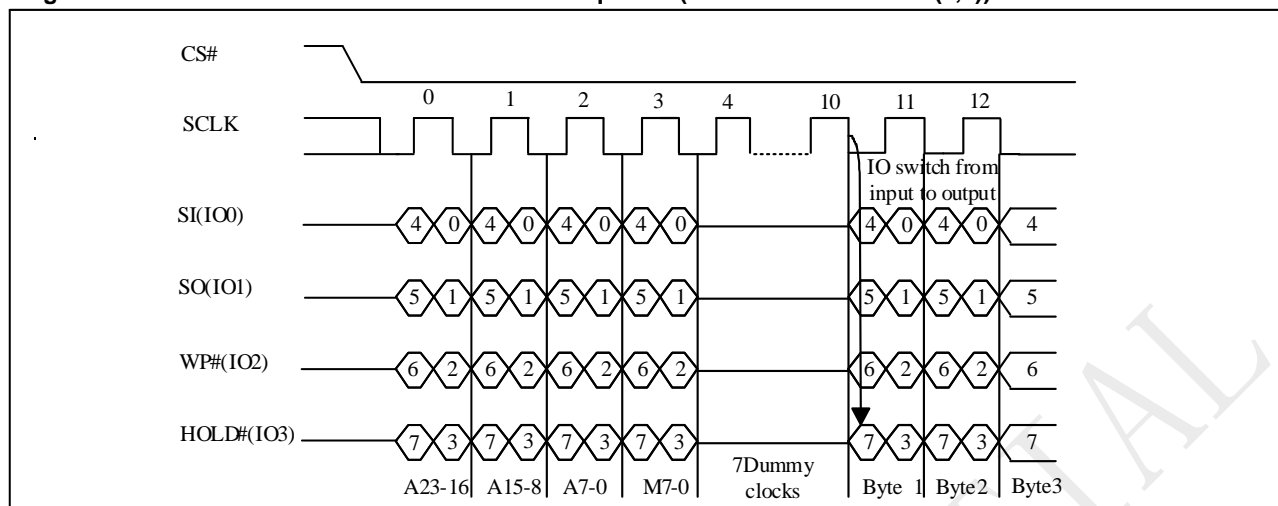 CS#
0 1 2 3 4 10 11 12
SCLK
IO switch from
input to output
SI(IO0) 4 0 4 0 4 0 4 0 4 0 4 0 4
SO(IO1) 5 1 5 1 5 1 5 1 5 1 5 1 5
WP#(IO2) 6 2 6 2 6 2 6 2 6 2 6 2 6
HOLD#(IO3) 7 3 7 3 7 3 7 3 7 3 7 3 7
7Dummy
A23-16 A15-8 A7-0 M7-0 clocks Byte 1 Byte2 Byte3